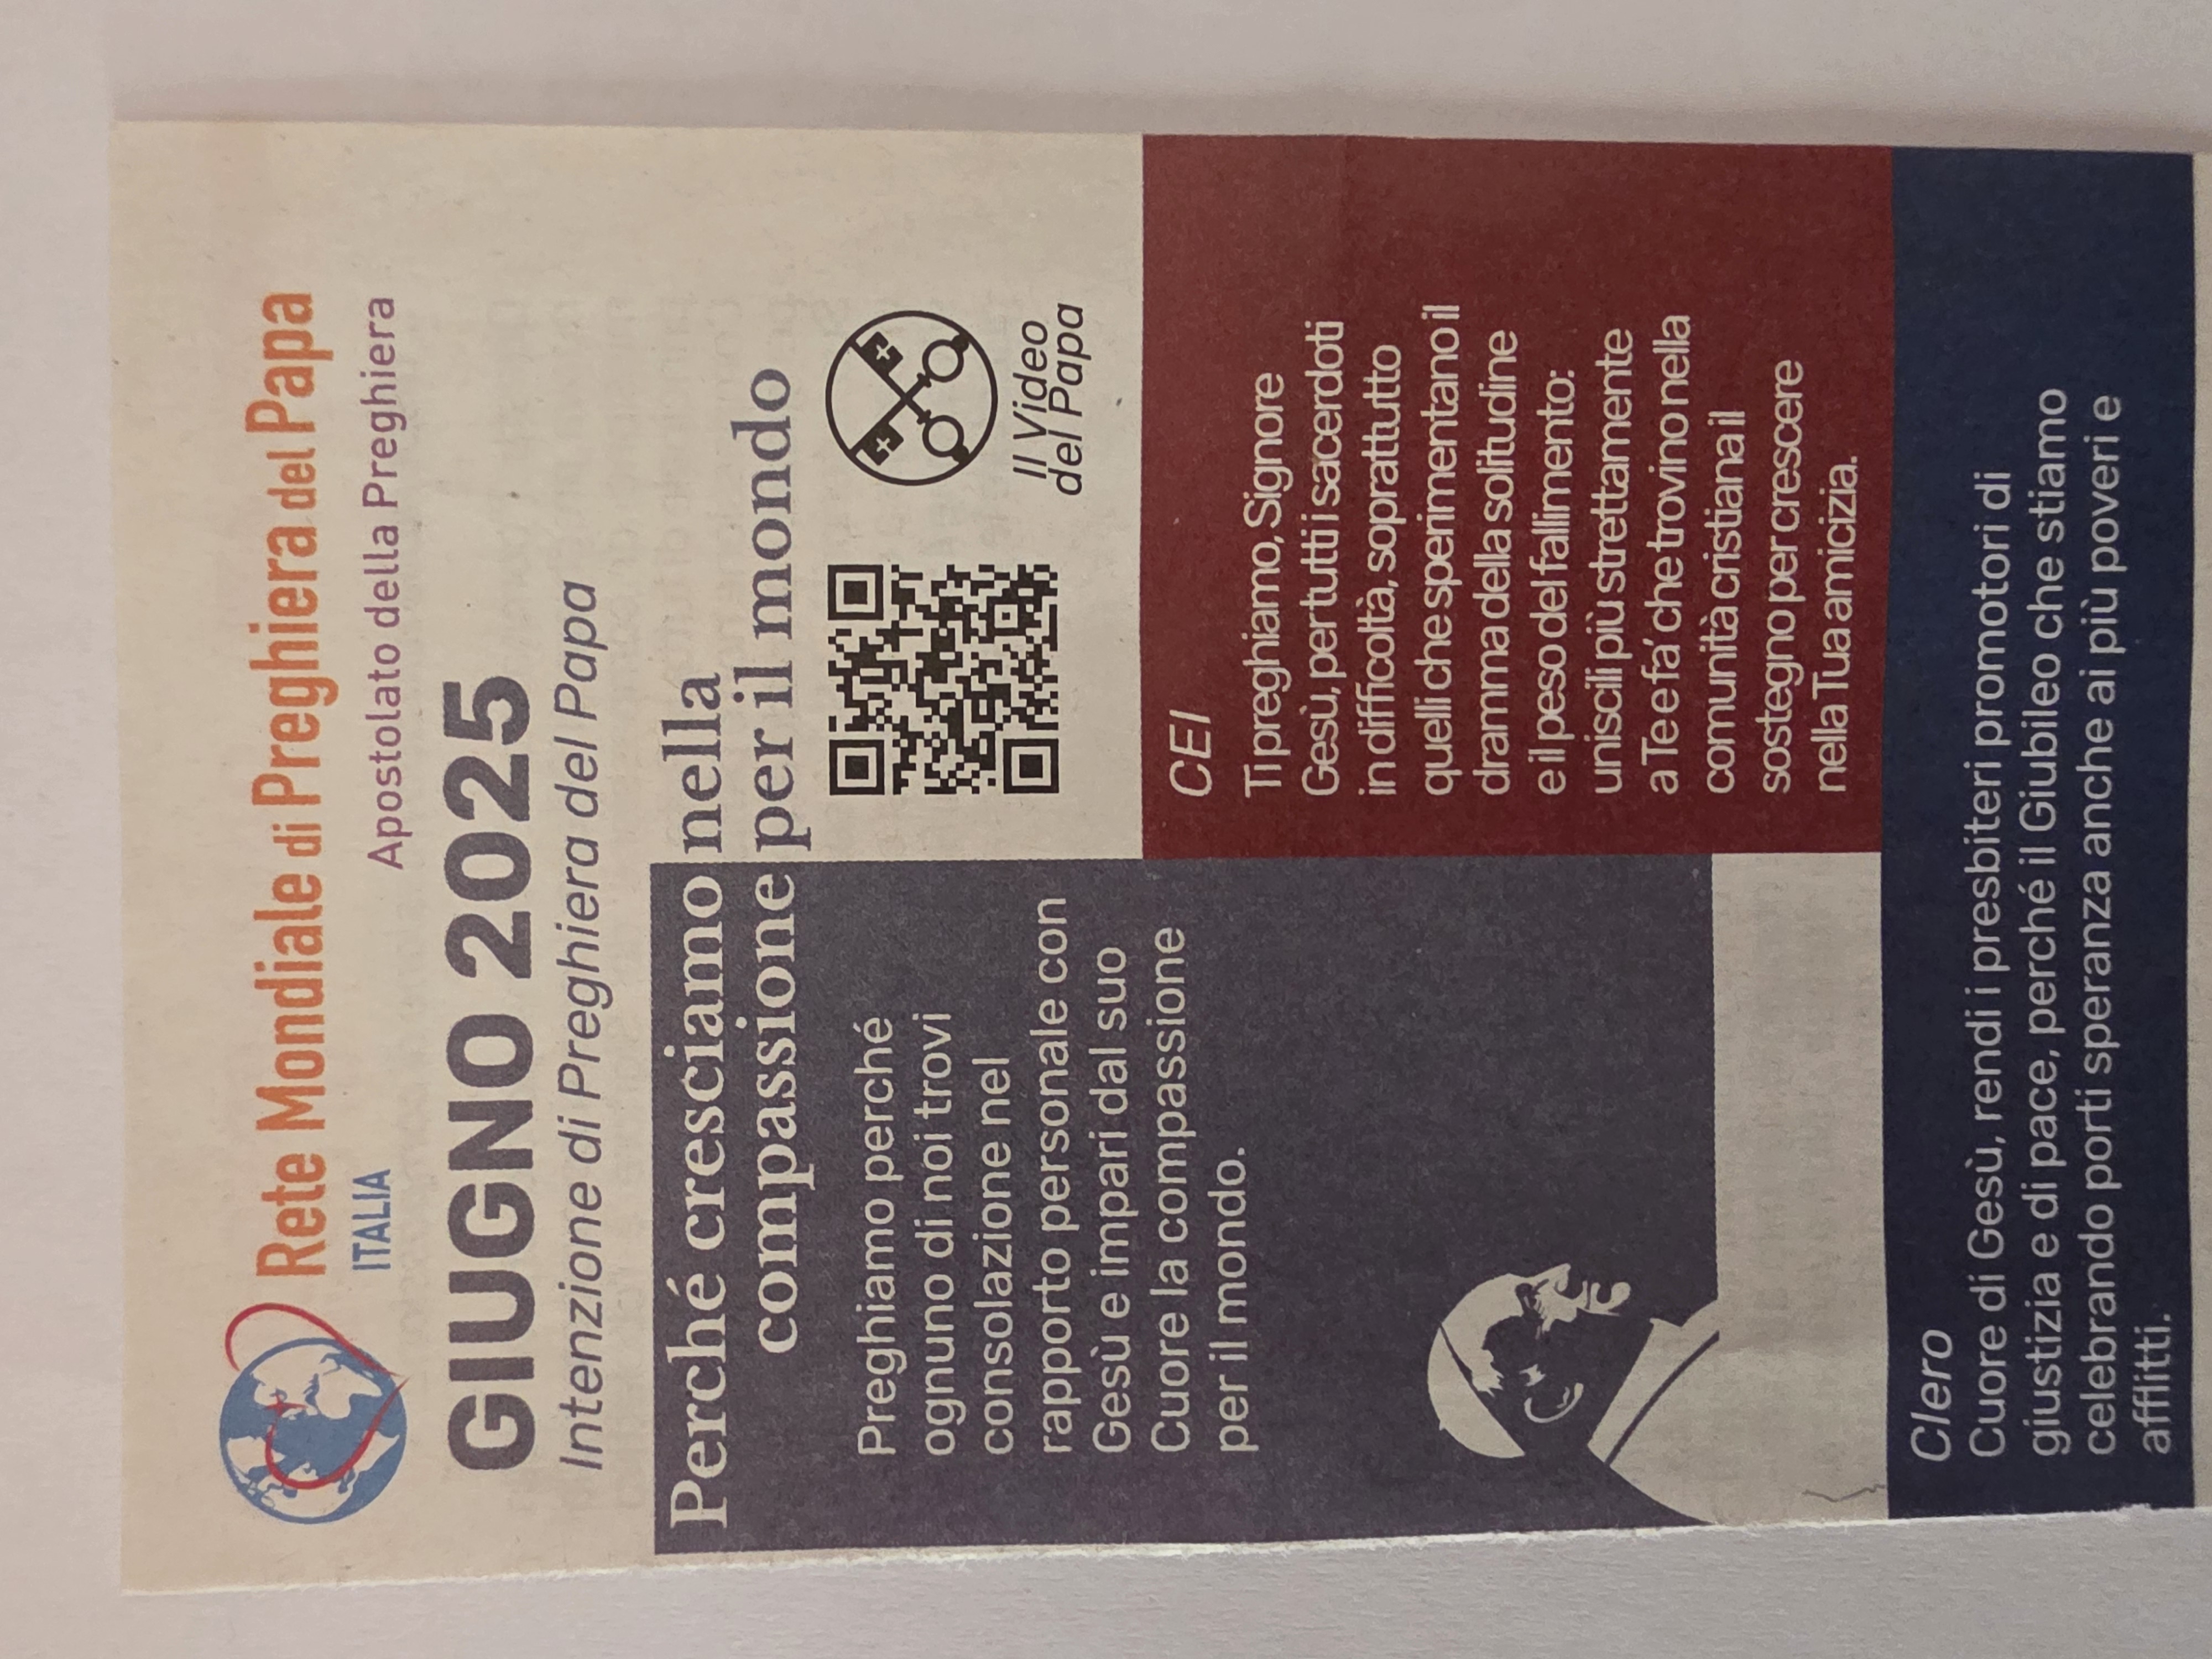 Rete Mondiale di Preghiera del Papa
ITALIA
Apostolato della Preghiera
GIUGNO 2025
Intenzione di Preghiera del Papa
Perché cresciamo nella
compassione per il mondo
Preghiamo perché
ognuno di noi trovi
consolazione nel
rapporto personale con
Gesù e impari dal suo
Cuore la compassione
per il mondo.
Il Video
del Papa
CEI
Ti preghiamo, Signore
Gesù, per tutti i sacerdoti
in difficoltà, soprattutto
quelli che sperimentano il
dramma della solitudine
e il peso del fallimento:
uniscili più strettamente
a Te e fa’ che trovino nella
comunità cristiana il
sostegno per crescere
nella Tua amicizia.
Clero
Cuore di Gesù, rendi i presbiteri promotori di
giustizia e di pace, perché il Giubileo che stiamo
celebrando porti speranza anche ai più poveri e
afflitti.